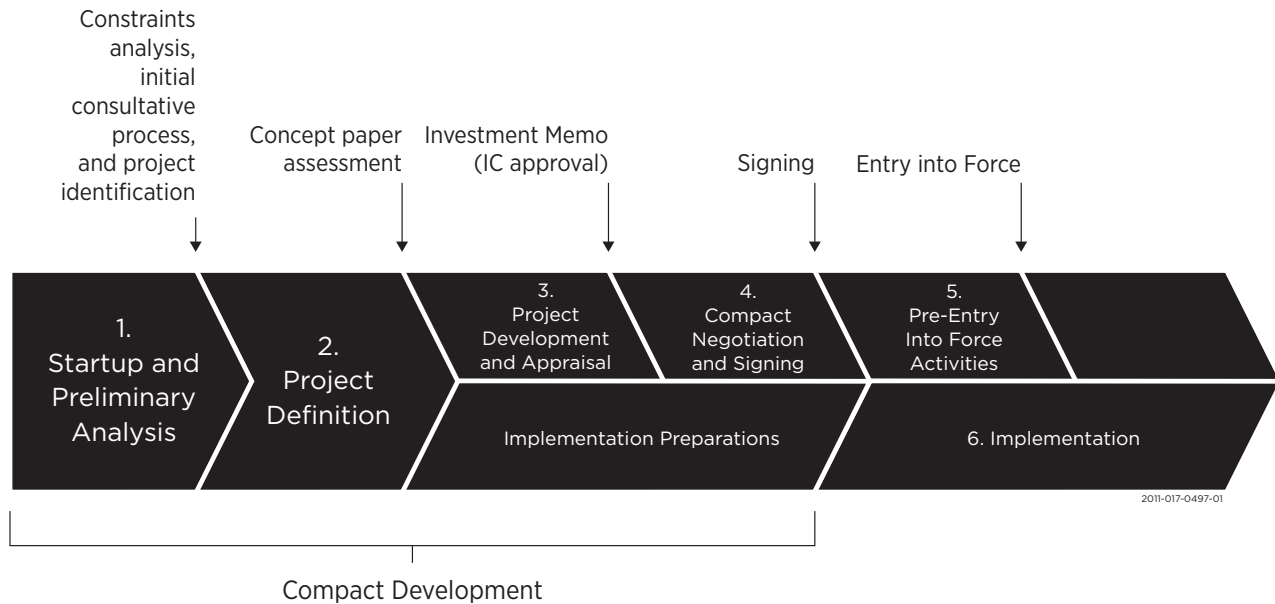 Constraints
analysis,
initial
consultative
process,
and project
identification
Concept paper
assessment
Investment Memo
(IC approval)
Signing
Entry into Force
1.
Startup and
Preliminary
Analysis
2.
Project
Definition
3.
Project
Development
and Appraisal
4.
Compact
Negotiation
and Signing
5.
Pre-Entry
Into Force
Activities
Implementation Preparations
6. Implementation
2011-017-0497-01
Compact Development